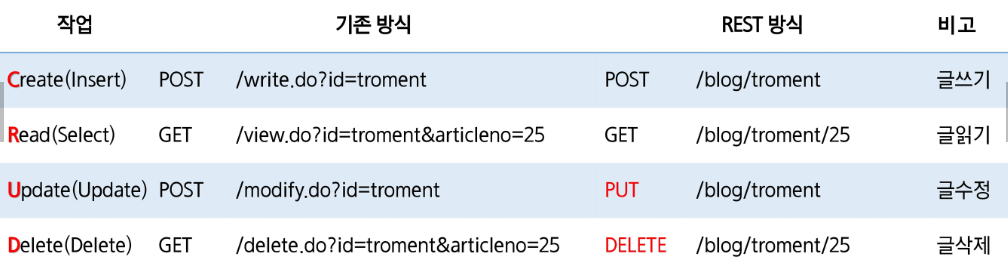 작업 기존 방식 REST 방식 비고
Create(Insert) POST /write.do?id=troment POST /blog/troment 글쓰기
Read(Select) GET /view.do?id=troment&articleno=25 GET /blog/troment/25 글읽기
Update(Update) POST /modify.do?id=troment PUT /blog/troment 글수정
Delete(Delete) GET /delete.do?id=troment&articleno=25 DELETE /blog/troment/25 글삭제